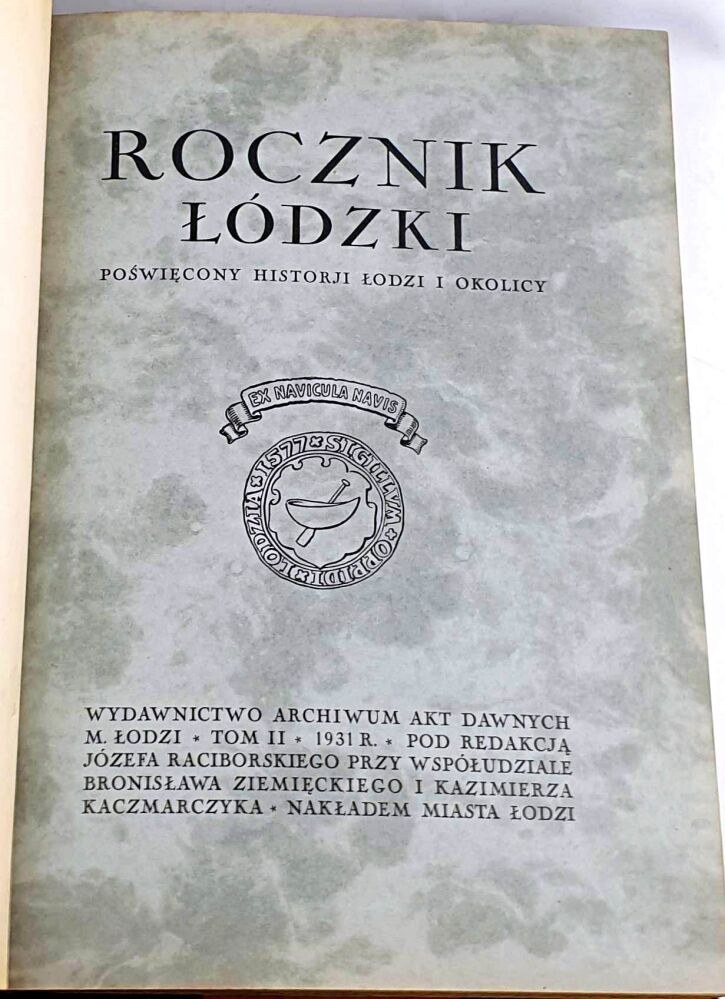 ROCZNIK
ŁÓDZKI
POŚWIĘCONY HISTORJI ŁODZI I OKOLICY
EX NAVICULA NAVIS
1577 * SIGILLVM * OPPIDI * LODZIA *
WYDAWNICTWO ARCHIWUM AKT DAWNYCH
M. ŁODZI * TOM II * 1931 R. * POD REDAKCJĄ
JÓZEFA RACIBORSKIEGO PRZY WSPÓŁUDZIALE
BRONISŁAWA ZIEMIĘCKIEGO I KAZIMIERZA
KACZMARCZYKA * NAKŁADEM MIASTA ŁODZI